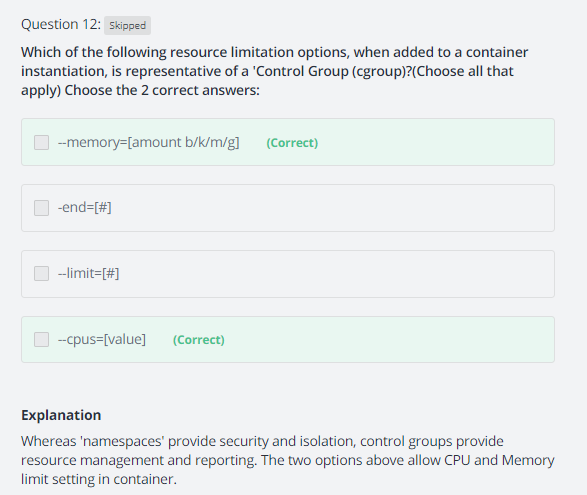 Question 12: Skipped
Which of the following resource limitation options, when added to a container
instantiation, is representative of a 'Control Group (cgroup)?(Choose all that
apply) Choose the 2 correct answers:
--memory=[amount b/k/m/g] (Correct)
-end=[#]
--limit=[#]
--cpus=[value] (Correct)
Explanation
Whereas 'namespaces' provide security and isolation, control groups provide
resource management and reporting. The two options above allow CPU and Memory
limit setting in container.